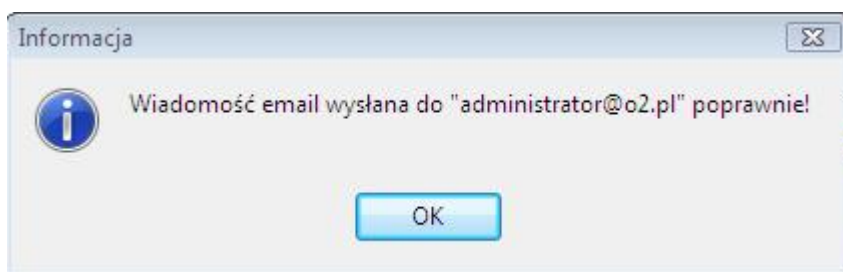 Informacja
Wiadomość email wysłana do "administrator@o2.pl" poprawnie!
OK